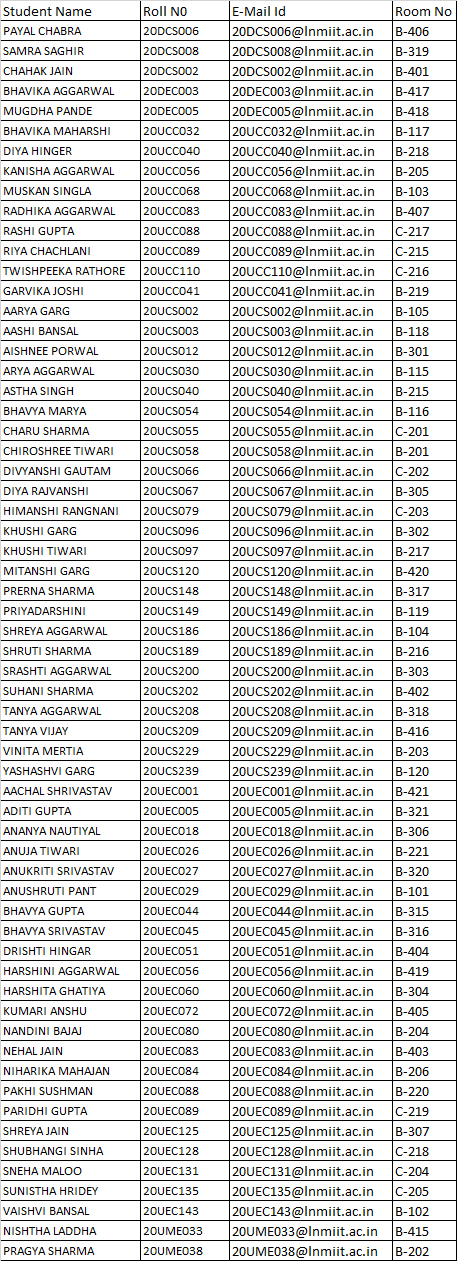 Student Name Roll N0 E-Mail Id Room No
PAYAL CHABRA 20DCS006 20DCS006@lnmiit.ac.in B-406
SAMRA SAGHIR 20DCS008 20DCS008@lnmiit.ac.in B-319
CHAHAK JAIN 20DCS002 20DCS002@lnmiit.ac.in B-401
BHAVIKA AGGARWAL 20DEC003 20DEC003@lnmiit.ac.in B-417
MUGDHA PANDE 20DEC005 20DEC005@lnmiit.ac.in B-418
BHAVIKA MAHARSHI 20UCC032 20UCC032@lnmiit.ac.in B-117
DIYA HINGER 20UCC040 20UCC040@lnmiit.ac.in B-218
KANISHA AGGARWAL 20UCC056 20UCC056@lnmiit.ac.in B-205
MUSKAN SINGLA 20UCC068 20UCC068@lnmiit.ac.in B-103
RADHIKA AGGARWAL 20UCC083 20UCC083@lnmiit.ac.in B-407
RASHI GUPTA 20UCC088 20UCC088@lnmiit.ac.in C-217
RIYA CHACHLANI 20UCC089 20UCC089@lnmiit.ac.in C-215
TWISHPEEKA RATHORE 20UCC110 20UCC110@lnmiit.ac.in C-216
GARVIKA JOSHI 20UCC041 20UCC041@lnmiit.ac.in B-219
AARYA GARG 20UCS002 20UCS002@lnmiit.ac.in B-105
AASHI BANSAL 20UCS003 20UCS003@lnmiit.ac.in B-118
AISHNEE PORWAL 20UCS012 20UCS012@lnmiit.ac.in B-301
ARYA AGGARWAL 20UCS030 20UCS030@lnmiit.ac.in B-115
ASTHA SINGH 20UCS040 20UCS040@lnmiit.ac.in B-215
BHAVYA MARYA 20UCS054 20UCS054@lnmiit.ac.in B-116
CHARU SHARMA 20UCS055 20UCS055@lnmiit.ac.in C-201
CHIROSHREE TIWARI 20UCS058 20UCS058@lnmiit.ac.in B-201
DIVYANSHI GAUTAM 20UCS066 20UCS066@lnmiit.ac.in C-202
DIYA RAJVANSHI 20UCS067 20UCS067@lnmiit.ac.in B-305
HIMANSHI RANGNANI 20UCS079 20UCS079@lnmiit.ac.in C-203
KHUSHI GARG 20UCS096 20UCS096@lnmiit.ac.in B-302
KHUSHI TIWARI 20UCS097 20UCS097@lnmiit.ac.in B-217
MITANSHI GARG 20UCS120 20UCS120@lnmiit.ac.in B-420
PRERNA SHARMA 20UCS148 20UCS148@lnmiit.ac.in B-317
PRIYADARSHINI 20UCS149 20UCS149@lnmiit.ac.in B-119
SHREYA AGGARWAL 20UCS186 20UCS186@lnmiit.ac.in B-104
SHRUTI SHARMA 20UCS189 20UCS189@lnmiit.ac.in B-216
SRASHTI AGGARWAL 20UCS200 20UCS200@lnmiit.ac.in B-303
SUHANI SHARMA 20UCS202 20UCS202@lnmiit.ac.in B-402
TANYA AGGARWAL 20UCS208 20UCS208@lnmiit.ac.in B-318
TANYA VIJAY 20UCS209 20UCS209@lnmiit.ac.in B-416
VINITA MERTIA 20UCS229 20UCS229@lnmiit.ac.in B-203
YASHASHVI GARG 20UCS239 20UCS239@lnmiit.ac.in B-120
AACHAL SHRIVASTAV 20UEC001 20UEC001@lnmiit.ac.in B-421
ADITI GUPTA 20UEC005 20UEC005@lnmiit.ac.in B-321
ANANYA NAUTIYAL 20UEC018 20UEC018@lnmiit.ac.in B-306
ANUJA TIWARI 20UEC026 20UEC026@lnmiit.ac.in B-221
ANUKRITI SRIVASTAV 20UEC027 20UEC027@lnmiit.ac.in B-320
ANUSHRUTI PANT 20UEC029 20UEC029@lnmiit.ac.in B-101
BHAVYA GUPTA 20UEC044 20UEC044@lnmiit.ac.in B-315
BHAVYA SRIVASTAV 20UEC045 20UEC045@lnmiit.ac.in B-316
DRISHTI HINGAR 20UEC051 20UEC051@lnmiit.ac.in B-404
HARSHINI AGGARWAL 20UEC056 20UEC056@lnmiit.ac.in B-419
HARSHITA GHATIYA 20UEC060 20UEC060@lnmiit.ac.in B-304
KUMARI ANSHU 20UEC072 20UEC072@lnmiit.ac.in B-405
NANDINI BAJAJ 20UEC080 20UEC080@lnmiit.ac.in B-204
NEHAL JAIN 20UEC083 20UEC083@lnmiit.ac.in B-403
NIHARIKA MAHAJAN 20UEC084 20UEC084@lnmiit.ac.in B-206
PAKHI SUSHMAN 20UEC088 20UEC088@lnmiit.ac.in B-220
PARIDHI GUPTA 20UEC089 20UEC089@lnmiit.ac.in C-219
SHREYA JAIN 20UEC125 20UEC125@lnmiit.ac.in B-307
SHUBHANGI SINHA 20UEC128 20UEC128@lnmiit.ac.in C-218
SNEHA MALOO 20UEC131 20UEC131@lnmiit.ac.in C-204
SUNISTHA HRIDEY 20UEC135 20UEC135@lnmiit.ac.in C-205
VAISHVI BANSAL 20UEC143 20UEC143@lnmiit.ac.in B-102
NISHTHA LADDHA 20UME033 20UME033@lnmiit.ac.in B-415
PRAGYA SHARMA 20UME038 20UME038@lnmiit.ac.in B-202